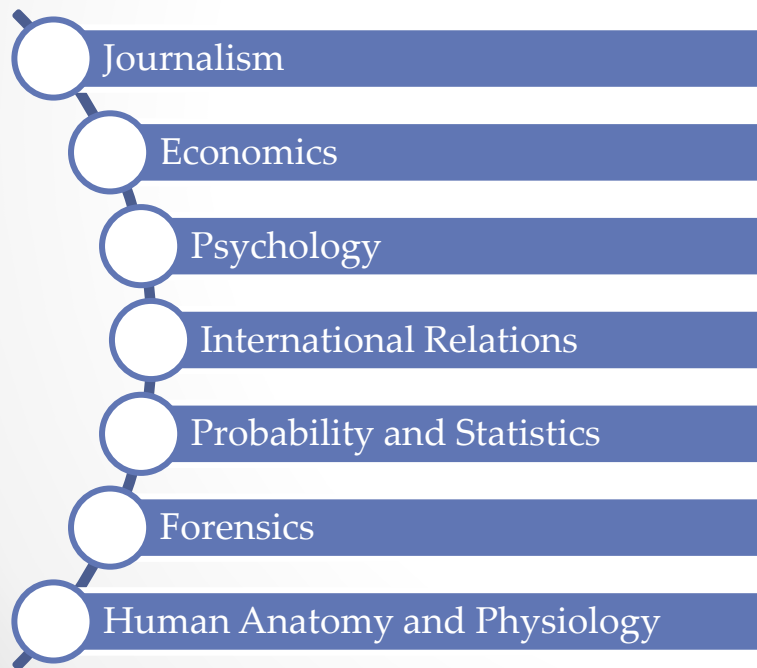 Journalism
Economics
Psychology
International Relations
Probability and Statistics
Forensics
Human Anatomy and Physiology